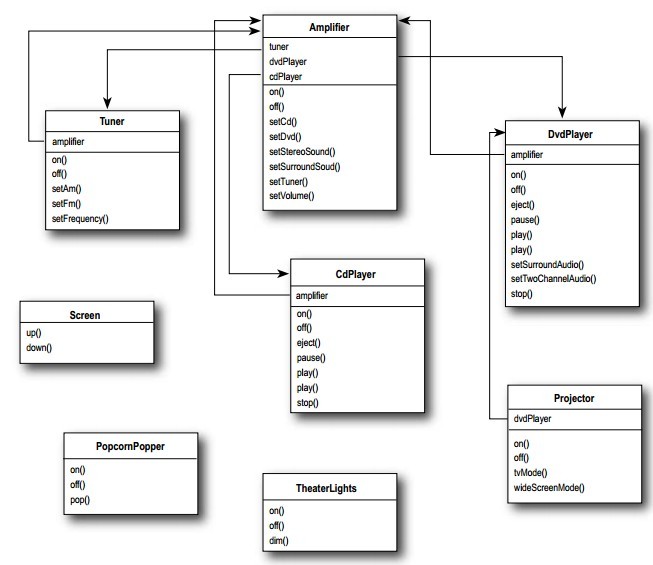 Amplifier
tuner
dvdPlayer
cdPlayer
on()
off()
setCd()
setDvd()
setStereoSound()
setSurroundSoud()
setTuner()
setVolume()
Tuner
amplifier
on()
off()
setAm()
setFm()
setFrequency()
DvdPlayer
amplifier
on()
off()
eject()
pause()
play()
play()
setSurroundAudio()
setTwoChannelAudio()
stop()
CdPlayer
amplifier
on()
off()
eject()
pause()
play()
play()
stop()
Screen
up()
down()
Projector
dvdPlayer
on()
off()
tvMode()
wideScreenMode()
PopcornPopper
on()
off()
pop()
TheaterLights
on()
off()
dim()